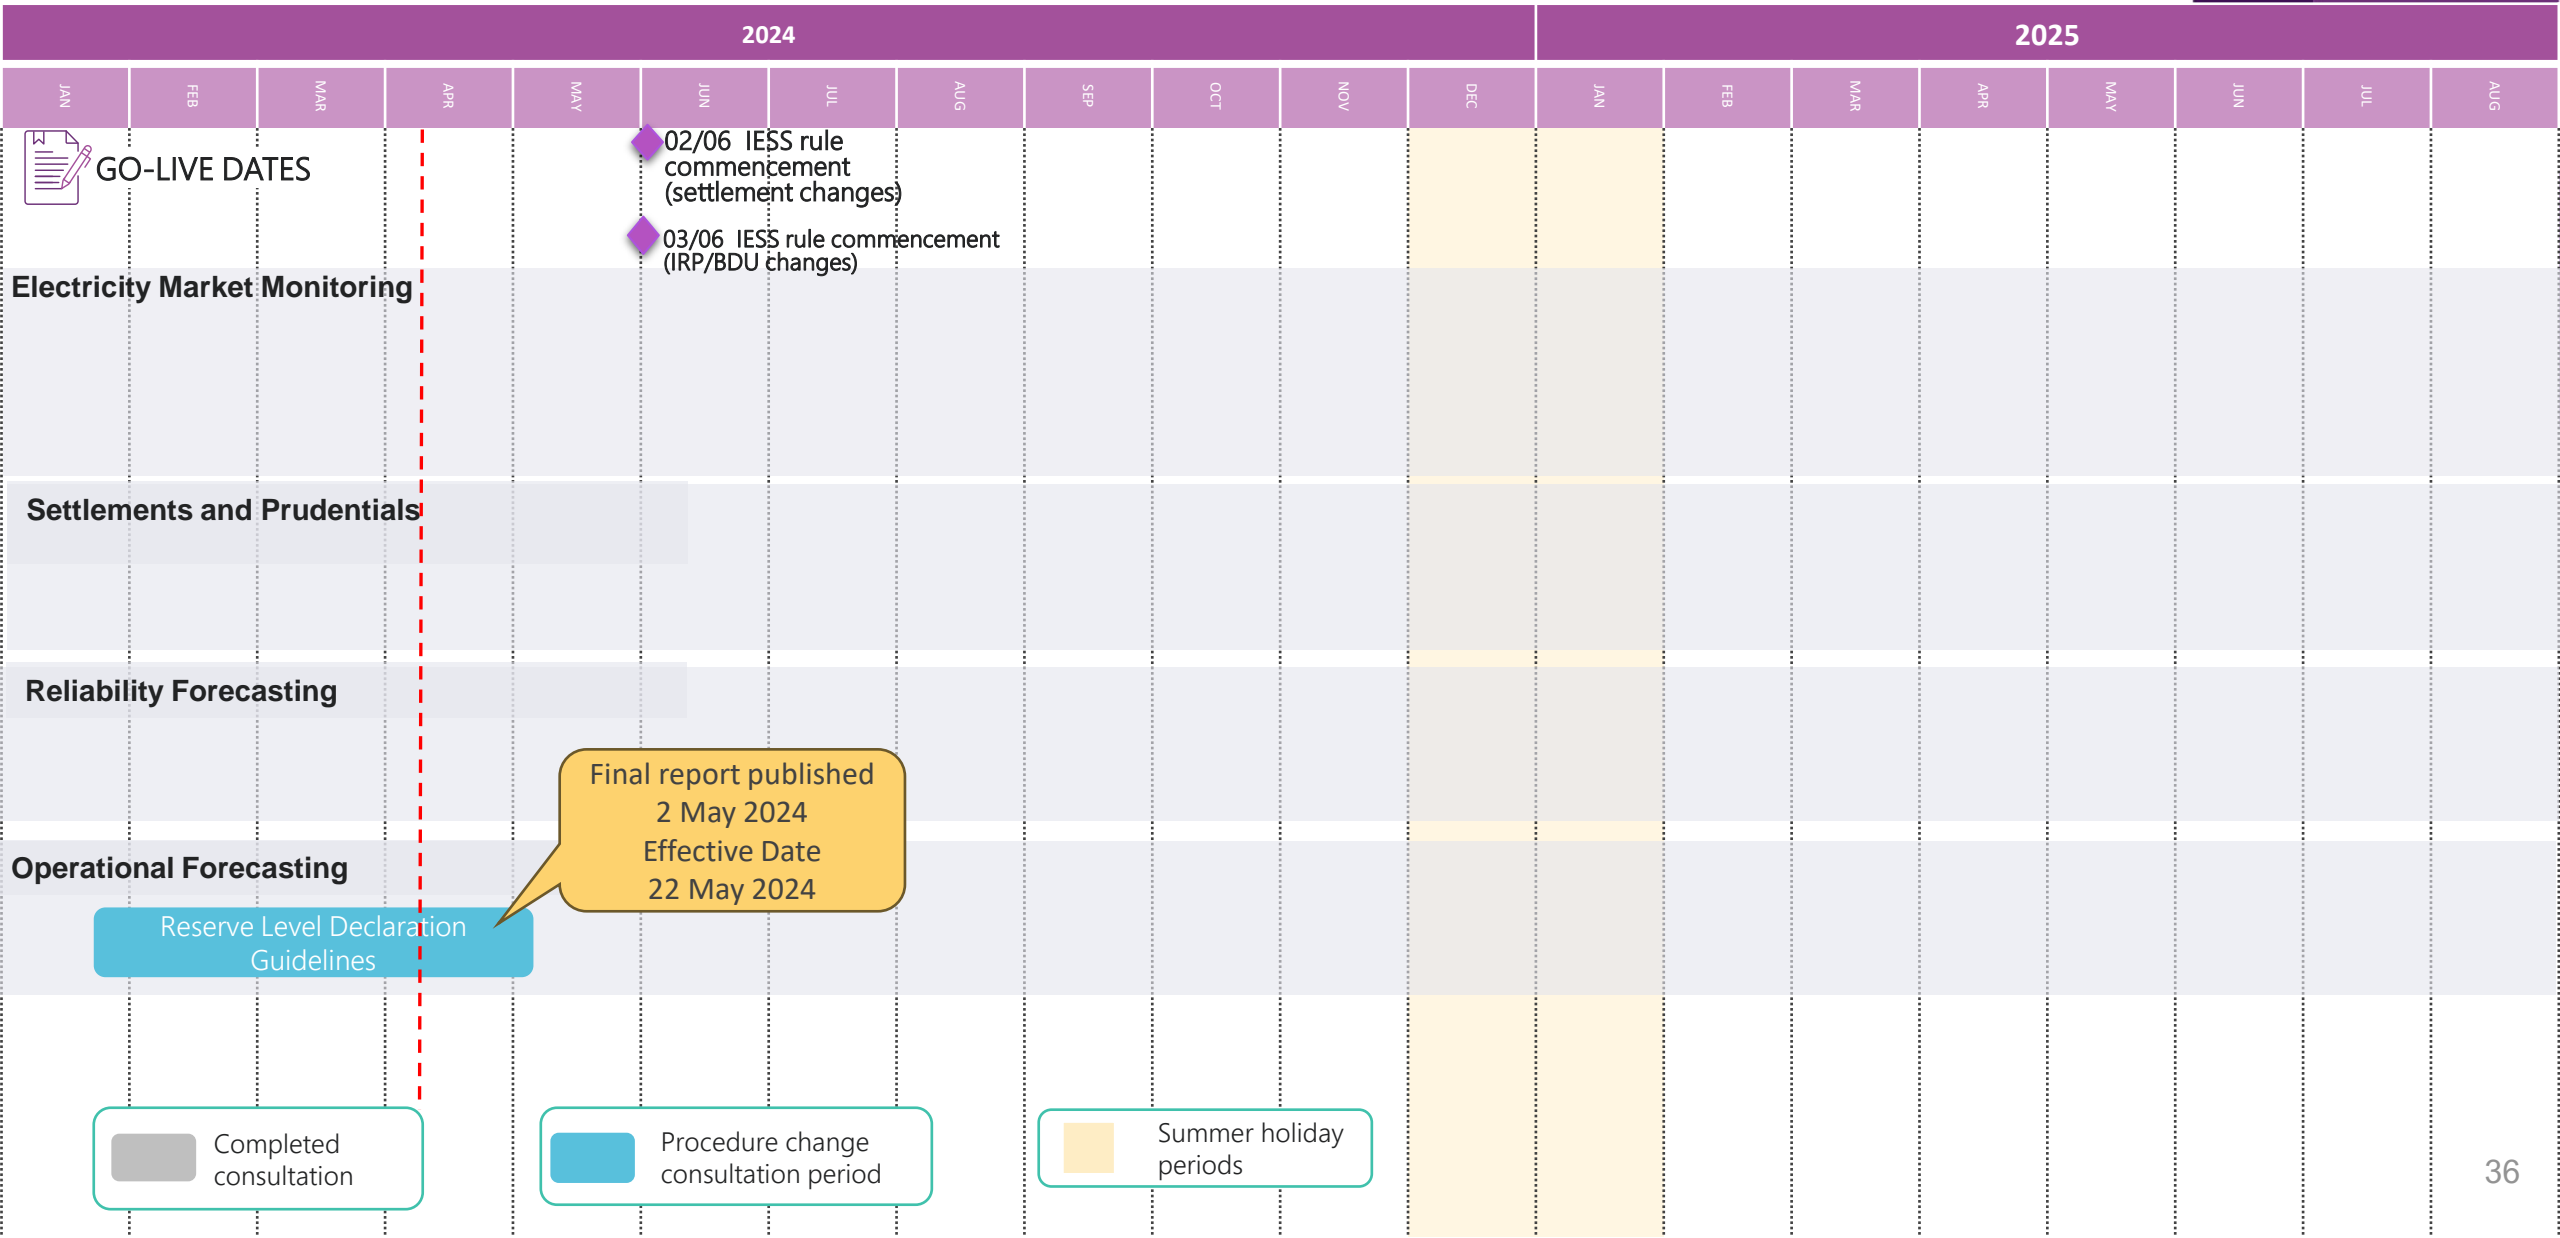 2024
2025
JAN
FEB
MAR
APR
MAY
JUN
JUL
AUG
SEP
OCT
NOV
DEC
JAN
FEB
MAR
APR
MAY
JUN
JUL
AUG
GO-LIVE DATES
02/06 IESS rule
commencement
(settlement changes)
03/06 IESS rule commencement
(IRP/BDU changes)
Electricity Market Monitoring
Settlements and Prudentials
Reliability Forecasting
Final report published
2 May 2024
Effective Date
22 May 2024
Operational Forecasting
Reserve Level Declaration
Guidelines
Completed
consultation
Procedure change
consultation period
Summer holiday
periods
36